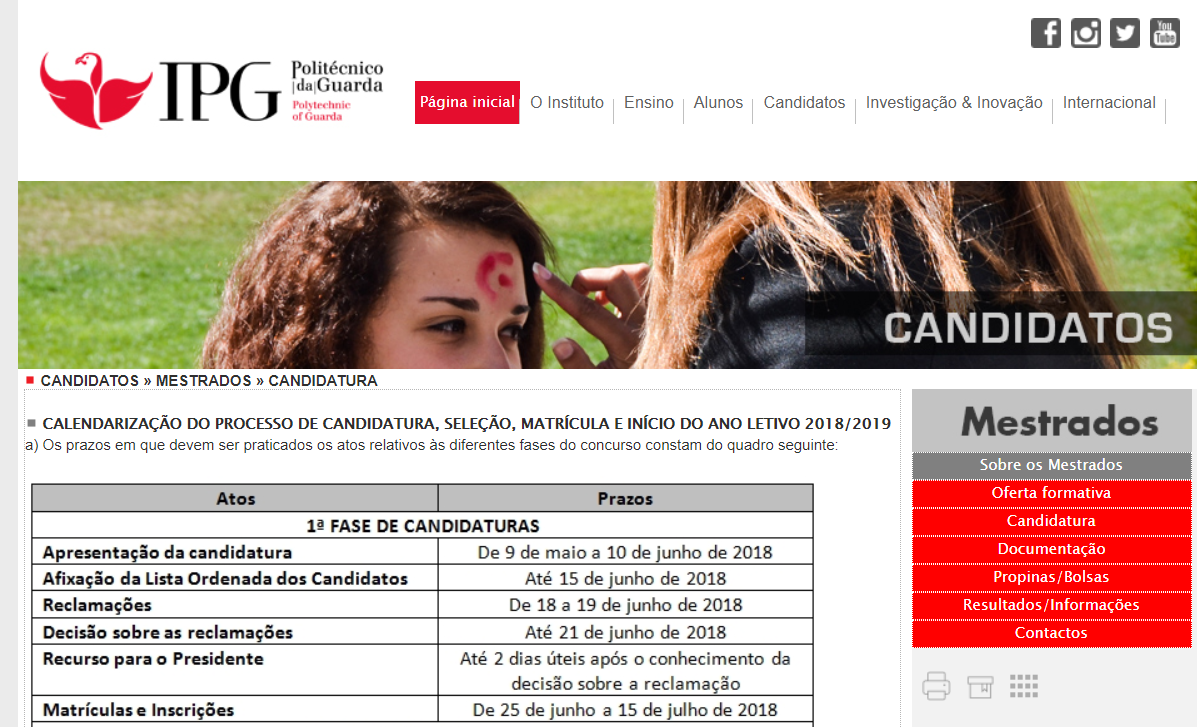 IPG
Politécnico
|da|Guarda
Polytechnic
of Guarda
Página inicial
O Instituto
Ensino
Alunos
Candidatos
Investigação & Inovação
Internacional
You
Tube
CANDIDATOS
CANDIDATOS » MESTRADOS » CANDIDATURA
CALENDARIZAÇÃO DO PROCESSO DE CANDIDATURA, SELEÇÃO, MATRÍCULA E INÍCIO DO ANO LETIVO 2018/2019
a) Os prazos em que devem ser praticados os atos relativos às diferentes fases do concurso constam do quadro seguinte:
Atos Prazos
1ª FASE DE CANDIDATURAS
Apresentação da candidatura De 9 de maio a 10 de junho de 2018
Afixação da Lista Ordenada dos Candidatos Até 15 de junho de 2018
Reclamações De 18 a 19 de junho de 2018
Decisão sobre as reclamações Até 21 de junho de 2018
Recurso para o Presidente Até 2 dias úteis após o conhecimento da
decisão sobre a reclamação
Matrículas e Inscrições De 25 de junho a 15 de julho de 2018
Mestrados
Sobre os Mestrados
Oferta formativa
Candidatura
Documentação
Propinas/Bolsas
Resultados/Informações
Contactos